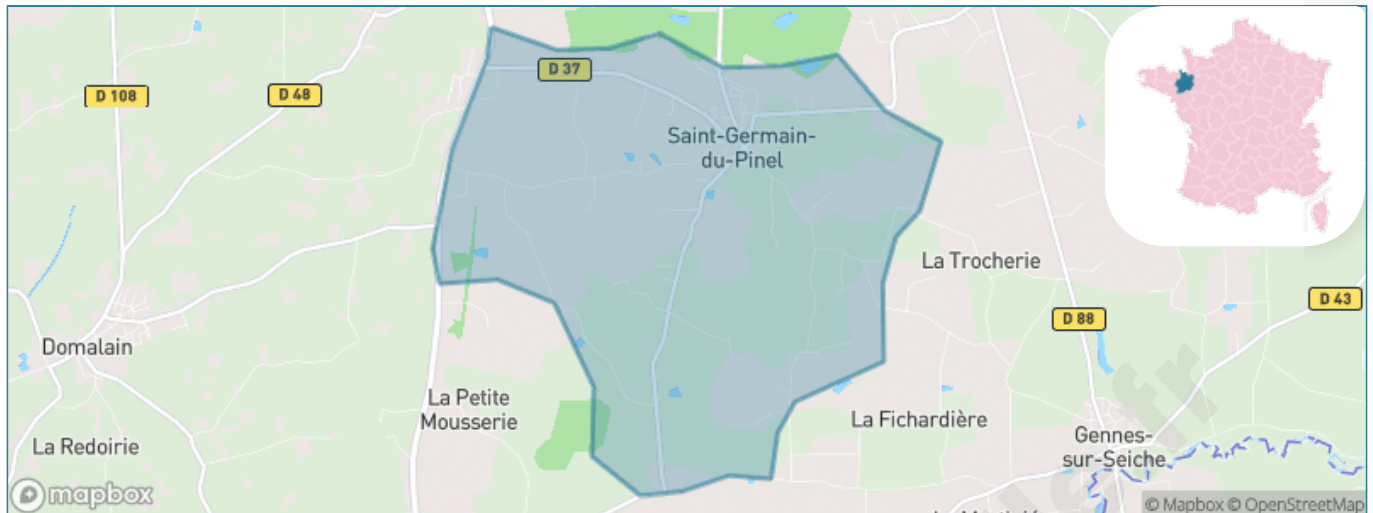 D 37
D 48
D 108
Saint-Germain-
du-Pinel
La Trocherie
D 43
D 88
Domalain
La Petite
Mousserie
La Fichardière
La Redoirie
Gennes-
sur-Seiche
mapbox
© Mapbox © OpenStreetMap